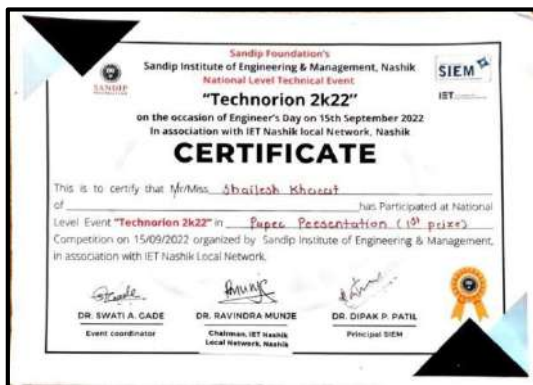 Sandip Foundation's
Sandip Institute of Engineering & Management, Nashik
National Level Technical Event
SANDIP
FOUNDATION
SIEM
IET
"Technorion 2k22"
on the occasion of Engineer's Day on 15th September 2022
In association with IET Nashik local Network, Nashik
CERTIFICATE
This is to certify that Mr/Miss Shailesh Kharat
of has Participated at National
Level Event "Technorion 2k22" in Paper Presentation (1st prize)
Competition on 15/09/2022 organized by Sandip Institute of Engineering & Management,
in association with IET Nashik Local Network.
DR. SWATI A. GADE
Event coordinator
DR. RAVINDRA MUNJE
Chairman, IET Nashik
Local Network, Nashik
DR. DIPAK P. PATIL
Principal SIEM